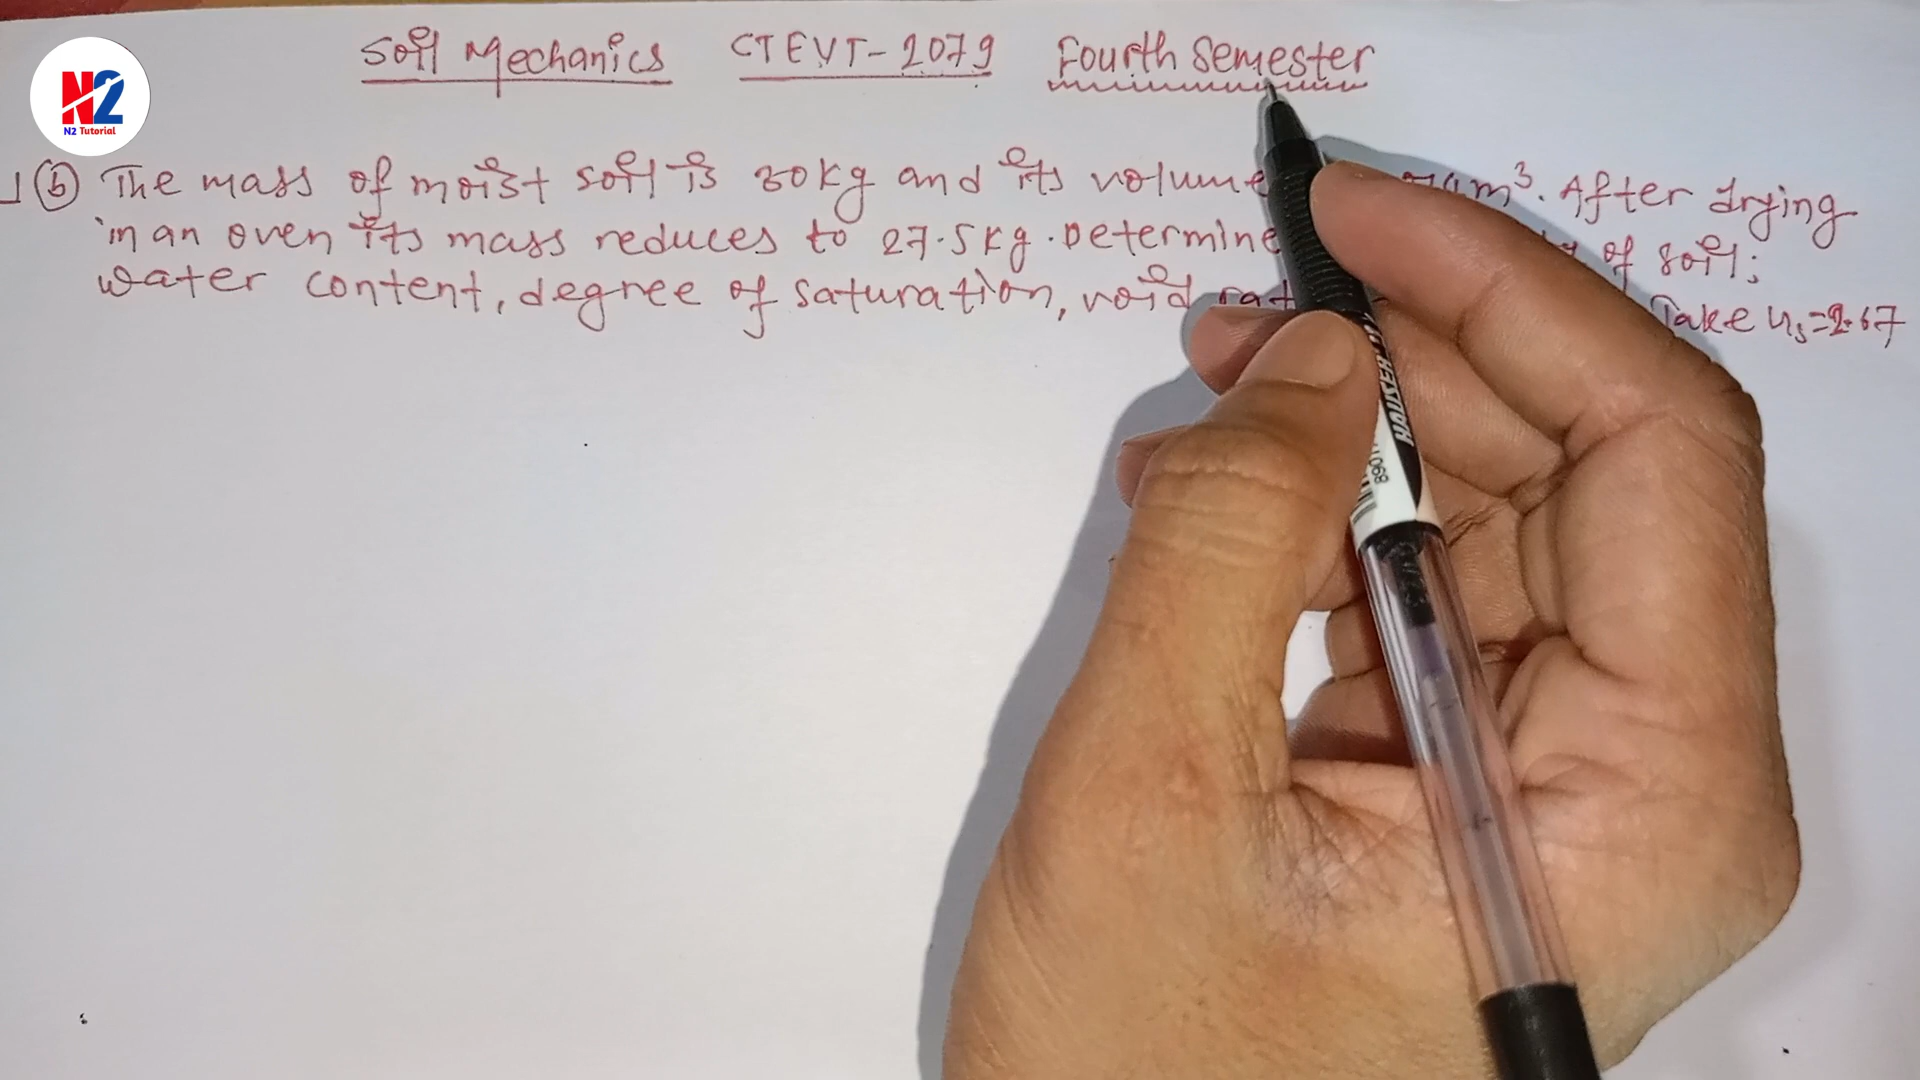 N2
N2 Tutorial
Soil Mechanics CTEVT-2079 Fourth Semester
1 (b) The mass of moist soil is 30kg and its volume m³. After drying
in an oven its mass reduces to 27.5kg. Determine of soil;
water content, degree of saturation, void Take =2.67
HAUSER